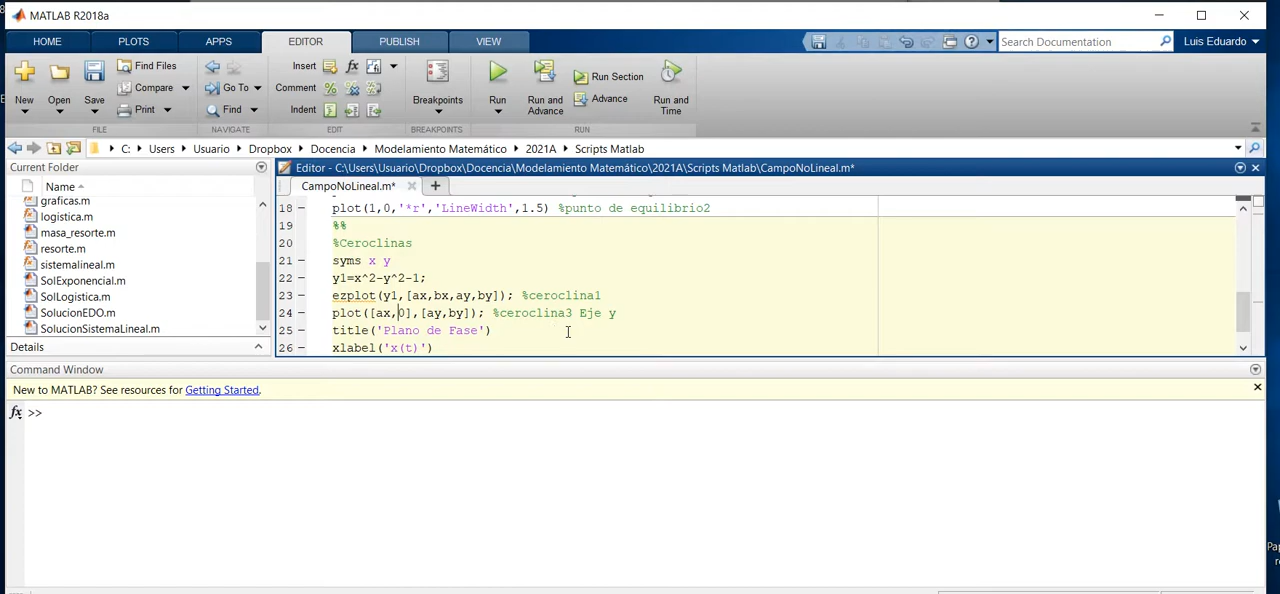 MATLAB R2018a
HOME PLOTS APPS EDITOR PUBLISH VIEW Search Documentation Luis Eduardo
New Open Save Find Files Compare Print Go To Find Insert fx Comment Indent Breakpoints Run Run and Advance Run Section Advance Run and Time
FILE NAVIGATE EDIT BREAKPOINTS RUN
C: Users Usuario Dropbox Docencia Modelamiento Matemático 2021A Scripts Matlab
Current Folder
Name
graficas.m
logistica.m
masa_resorte.m
resorte.m
sistemalineal.m
SolExponencial.m
SolLogistica.m
SolucionEDO.m
SolucionSistemaLineal.m
Details
Editor - C:\Users\Usuario\Dropbox\Docencia\Modelamiento Matemático\2021A\Scripts Matlab\CampoNoLineal.m*
CampoNoLineal.m*
18 – plot(1,0,'*r','LineWidth',1.5) %punto de equilibrio2
19 %%
20 %Ceroclinas
21 – syms x y
22 – y1=x^2-y^2-1;
23 – ezplot(y1,[ax,bx,ay,by]); %ceroclina1
24 – plot([ax,0],[ay,by]); %ceroclina3 Eje y
25 – title('Plano de Fase')
26 – xlabel('x(t)')
Command Window
New to MATLAB? See resources for Getting Started.
fx >>